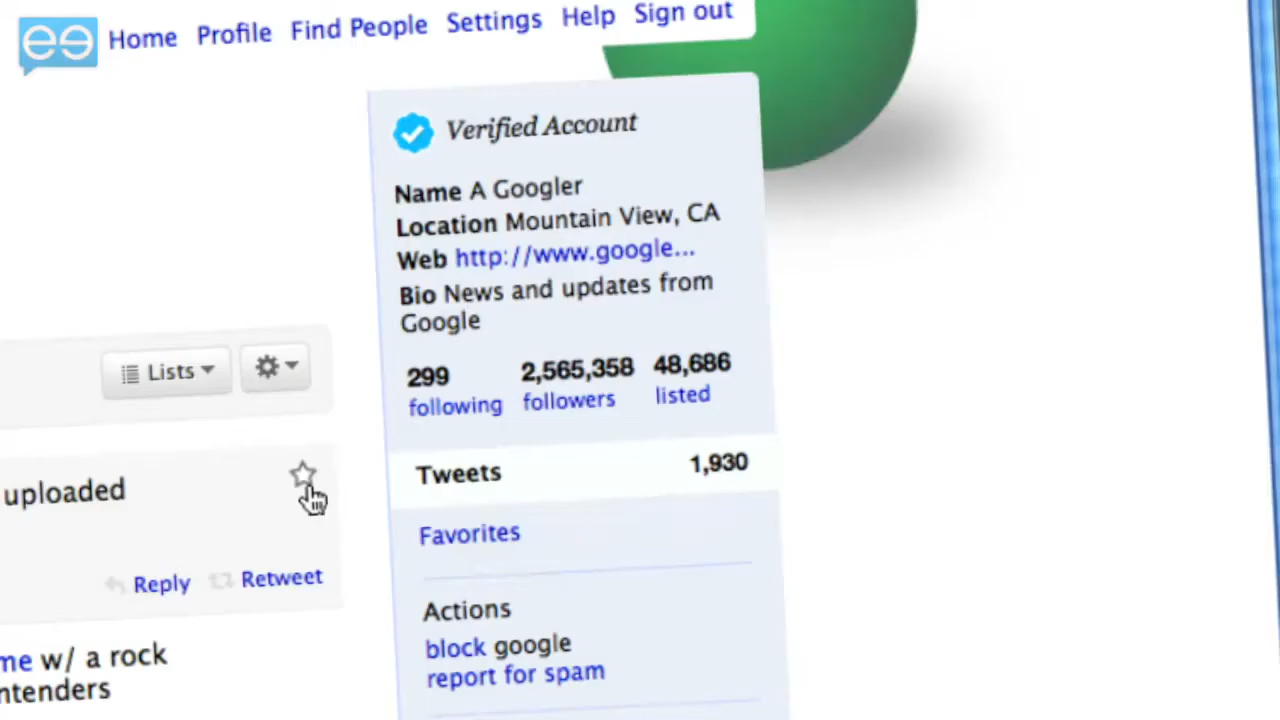 Home Profile Find People Settings Help Sign out
Verified Account
Name A Googler
Location Mountain View, CA
Web http://www.google...
Bio News and updates from
Google
299 2,565,358 48,686
following followers listed
Tweets 1,930
Favorites
Actions
block google
report for spam
Lists
uploaded
Reply Retweet
me w/ a rock
ntenders